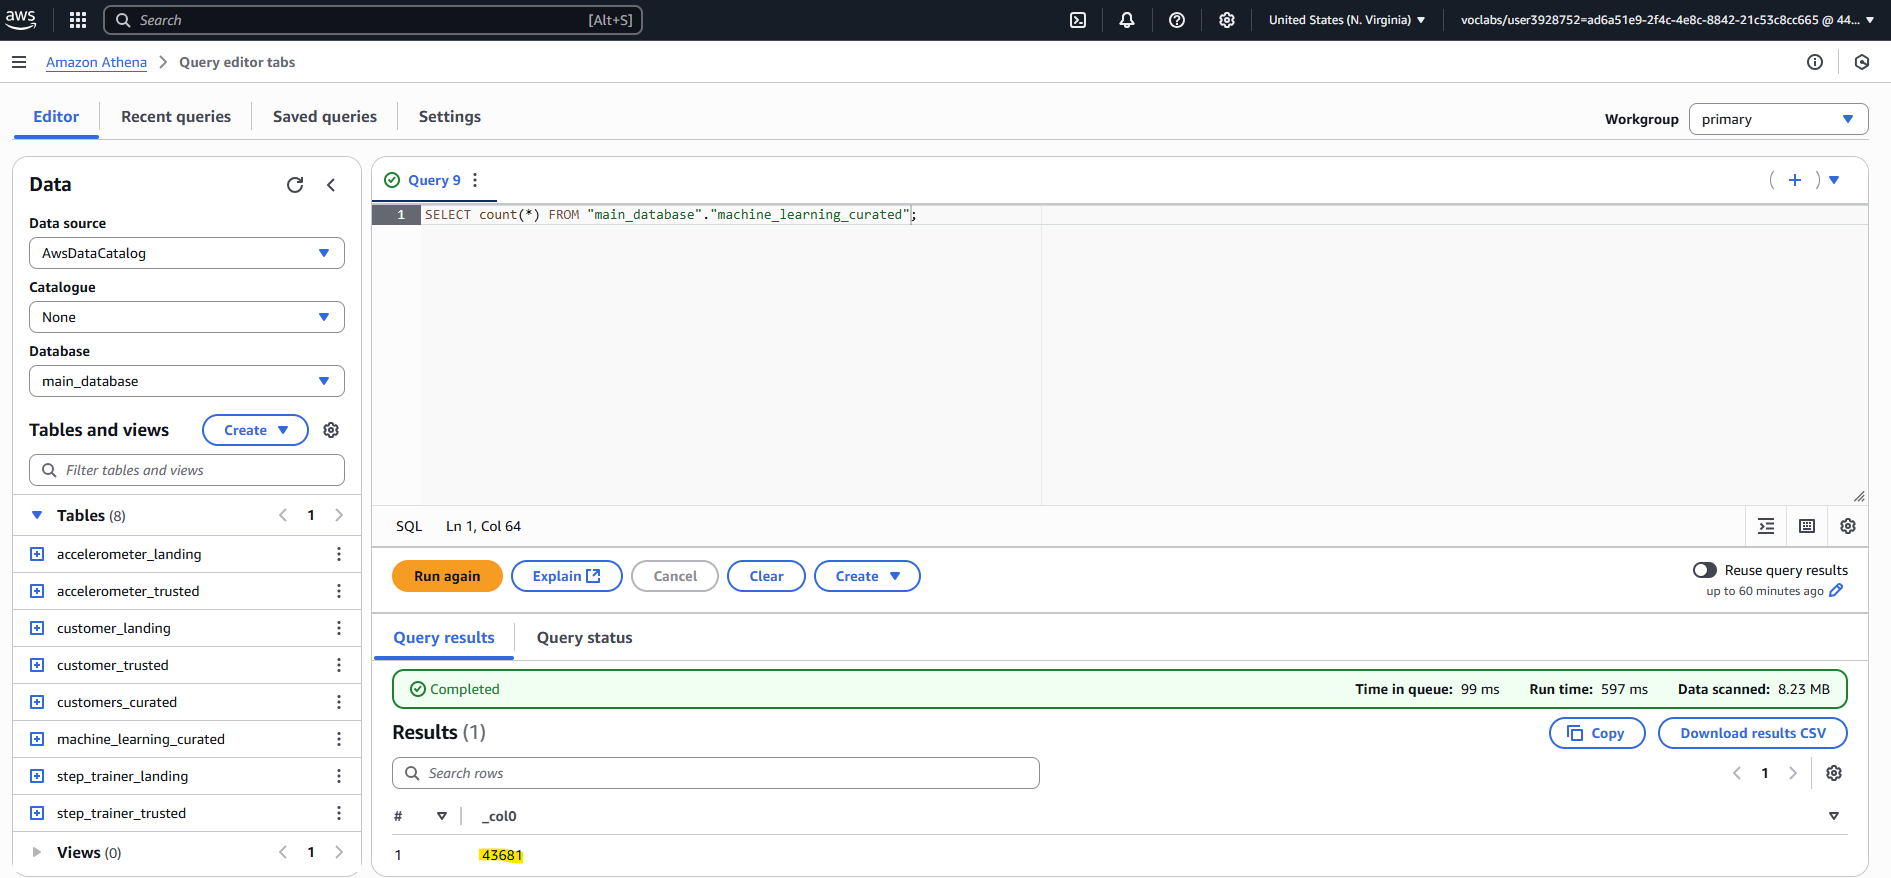 aws
Search
[Alt+S]
United States (N. Virginia)
voclabs/user3928752=ad6a51e9-2f4c-4e8c-8842-21c53c8cc665 @ 44...
Amazon Athena
Query editor tabs
Editor
Recent queries
Saved queries
Settings
Workgroup
primary
Data
Data source
AwsDataCatalog
Catalogue
None
Database
main_database
Tables and views
Create
Filter tables and views
Tables (8)
1
accelerometer_landing
accelerometer_trusted
customer_landing
customer_trusted
customers_curated
machine_learning_curated
step_trainer_landing
step_trainer_trusted
Views (0)
1
Query 9
1 SELECT count(*) FROM "main_database"."machine_learning_curated";
SQL
Ln 1, Col 64
Run again
Explain
Cancel
Clear
Create
Reuse query results
up to 60 minutes ago
Query results
Query status
Completed
Time in queue: 99 ms
Run time: 597 ms
Data scanned: 8.23 MB
Results (1)
Copy
Download results CSV
Search rows
1
#
_col0
1
43681